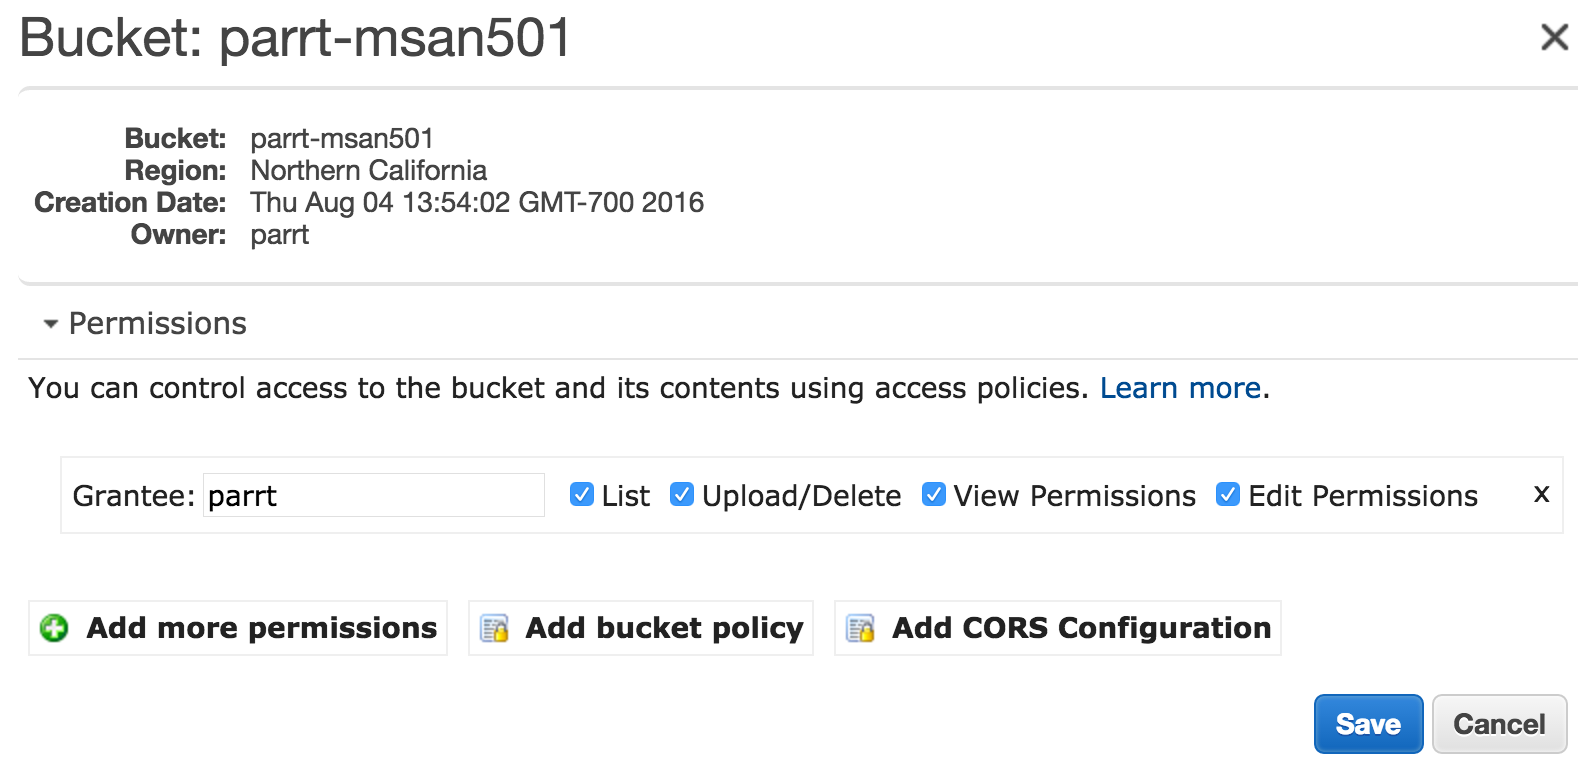 Bucket: parrt-msan501
Bucket: parrt-msan501
Region: Northern California
Creation Date: Thu Aug 04 13:54:02 GMT-700 2016
Owner: parrt
Permissions
You can control access to the bucket and its contents using access policies. Learn more.
Grantee: parrt List Upload/Delete View Permissions Edit Permissions x
Add more permissions Add bucket policy Add CORS Configuration
Save Cancel